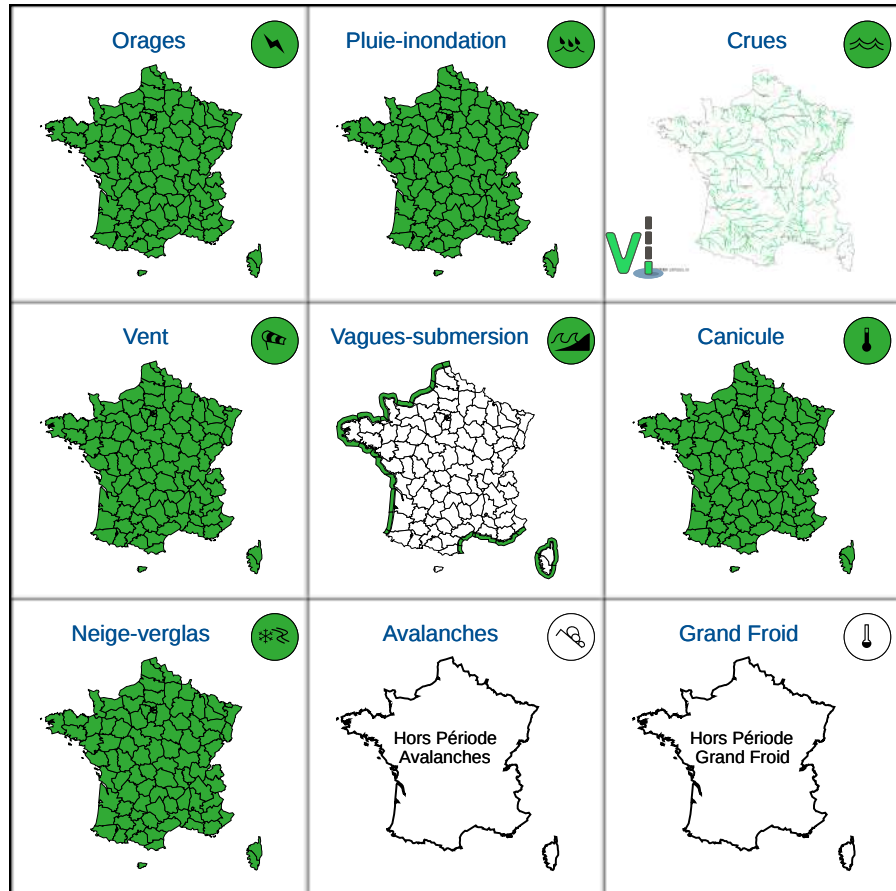 Orages
Pluie-inondation
Crues
Vent
Vagues-submersion
Canicule
Neige-verglas
Avalanches
Grand Froid
Hors Période
Avalanches
Hors Période
Grand Froid